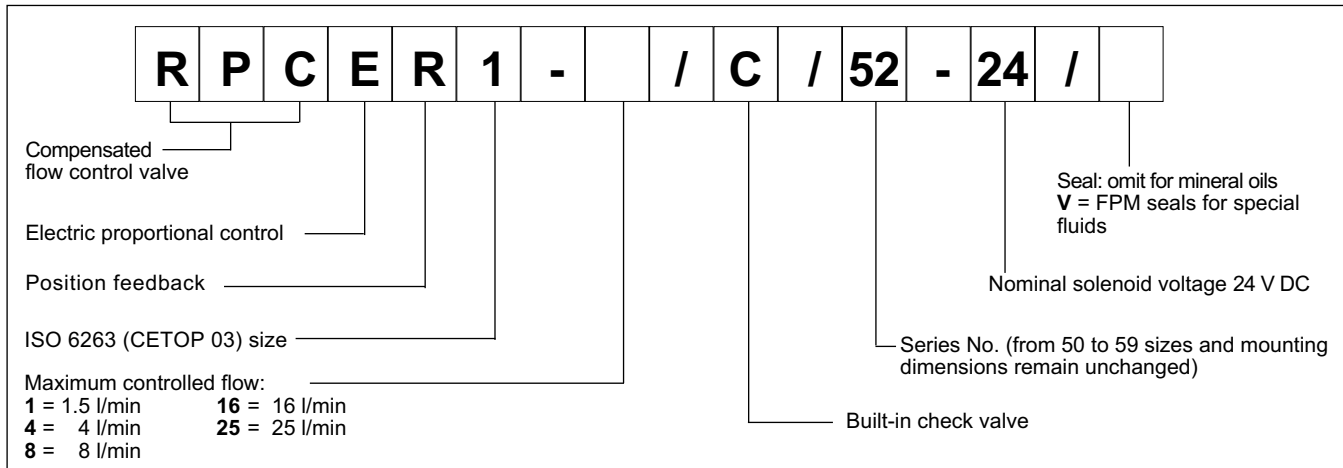 R P C E R 1 - / C / 52 - 24 /
Compensated
flow control valve
Electric proportional control
Position feedback
ISO 6263 (CETOP 03) size
Maximum controlled flow:
1 = 1.5 l/min 16 = 16 l/min
4 = 4 l/min 25 = 25 l/min
8 = 8 l/min
Seal: omit for mineral oils
V = FPM seals for special
fluids
Nominal solenoid voltage 24 V DC
Series No. (from 50 to 59 sizes and mounting
dimensions remain unchanged)
Built-in check valve